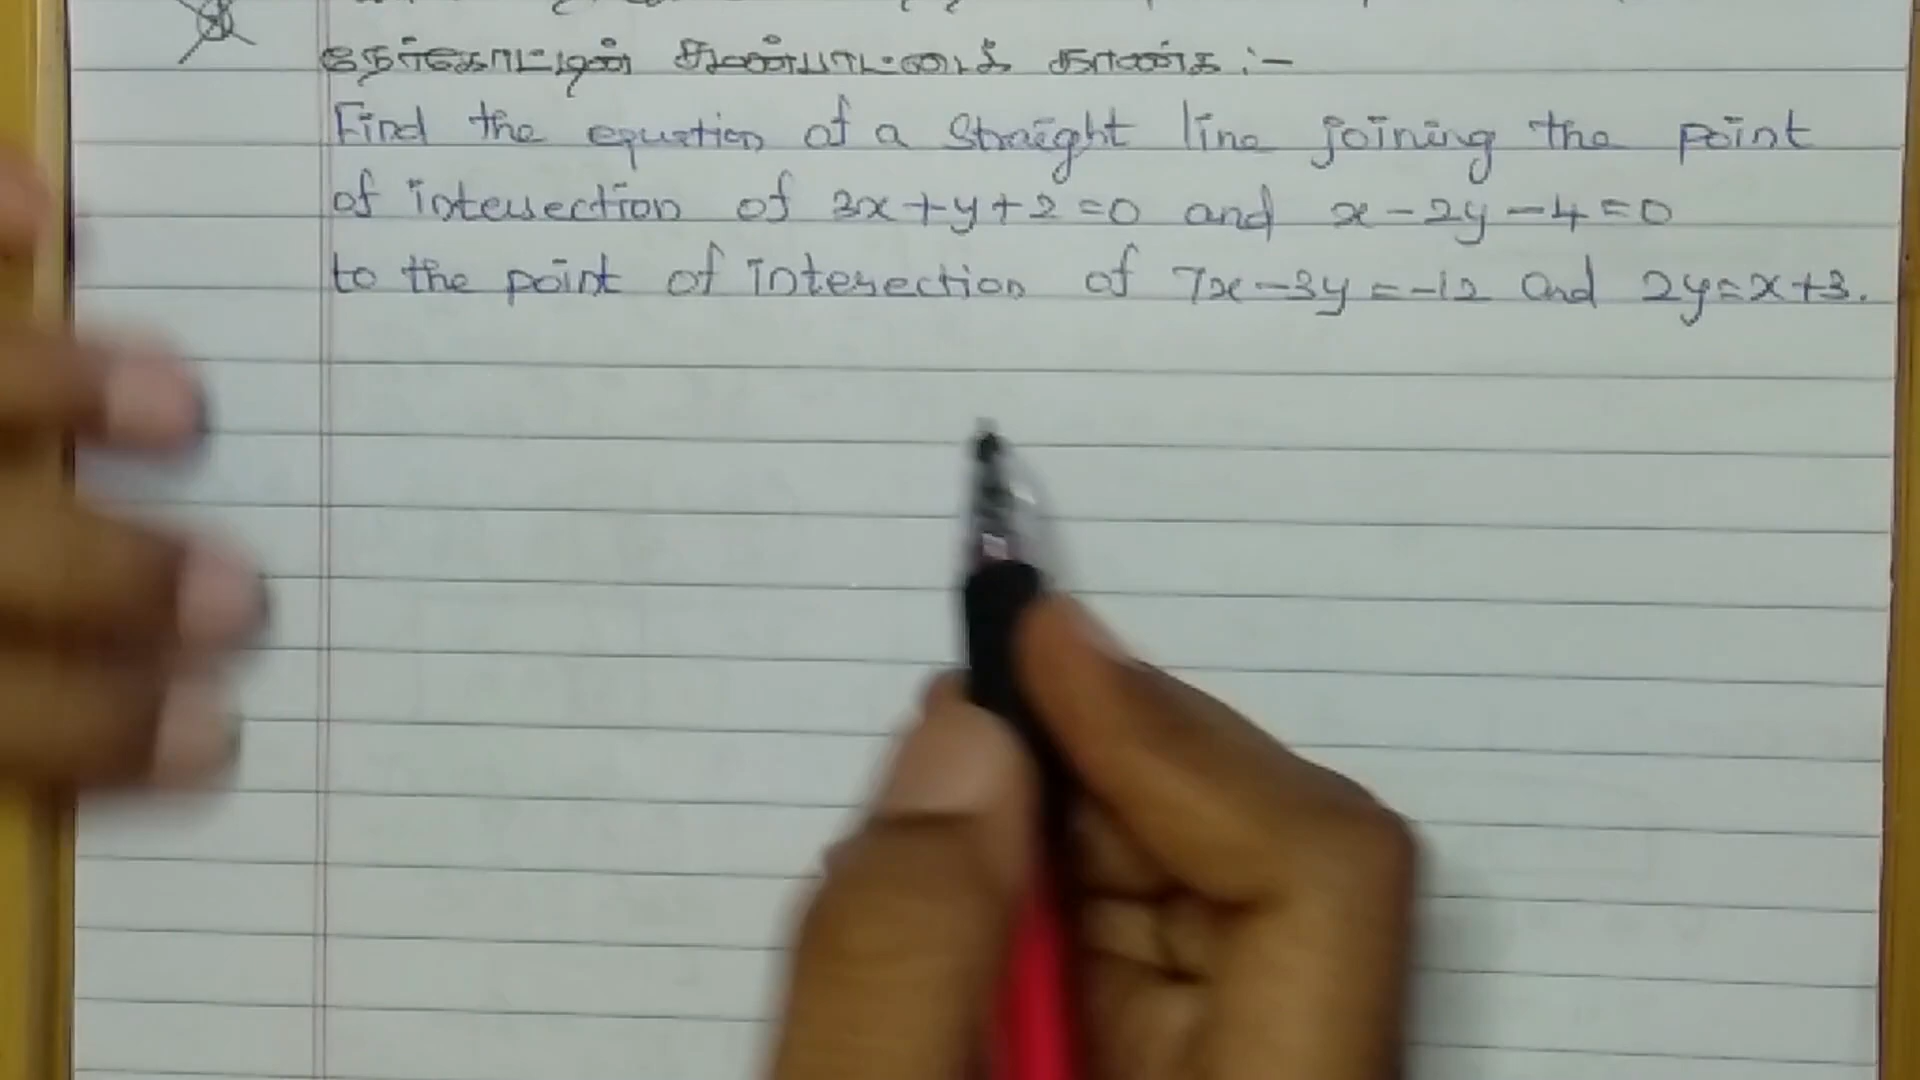 நேர்கோட்டின் சமன்பாட்டைக் காண்க :-
Find the equation of a straight line joining the point
of intersection of 3x+y+2=0 and x-2y-4=0
to the point of intersection of 7x-3y=-12 and 2y=x+3.